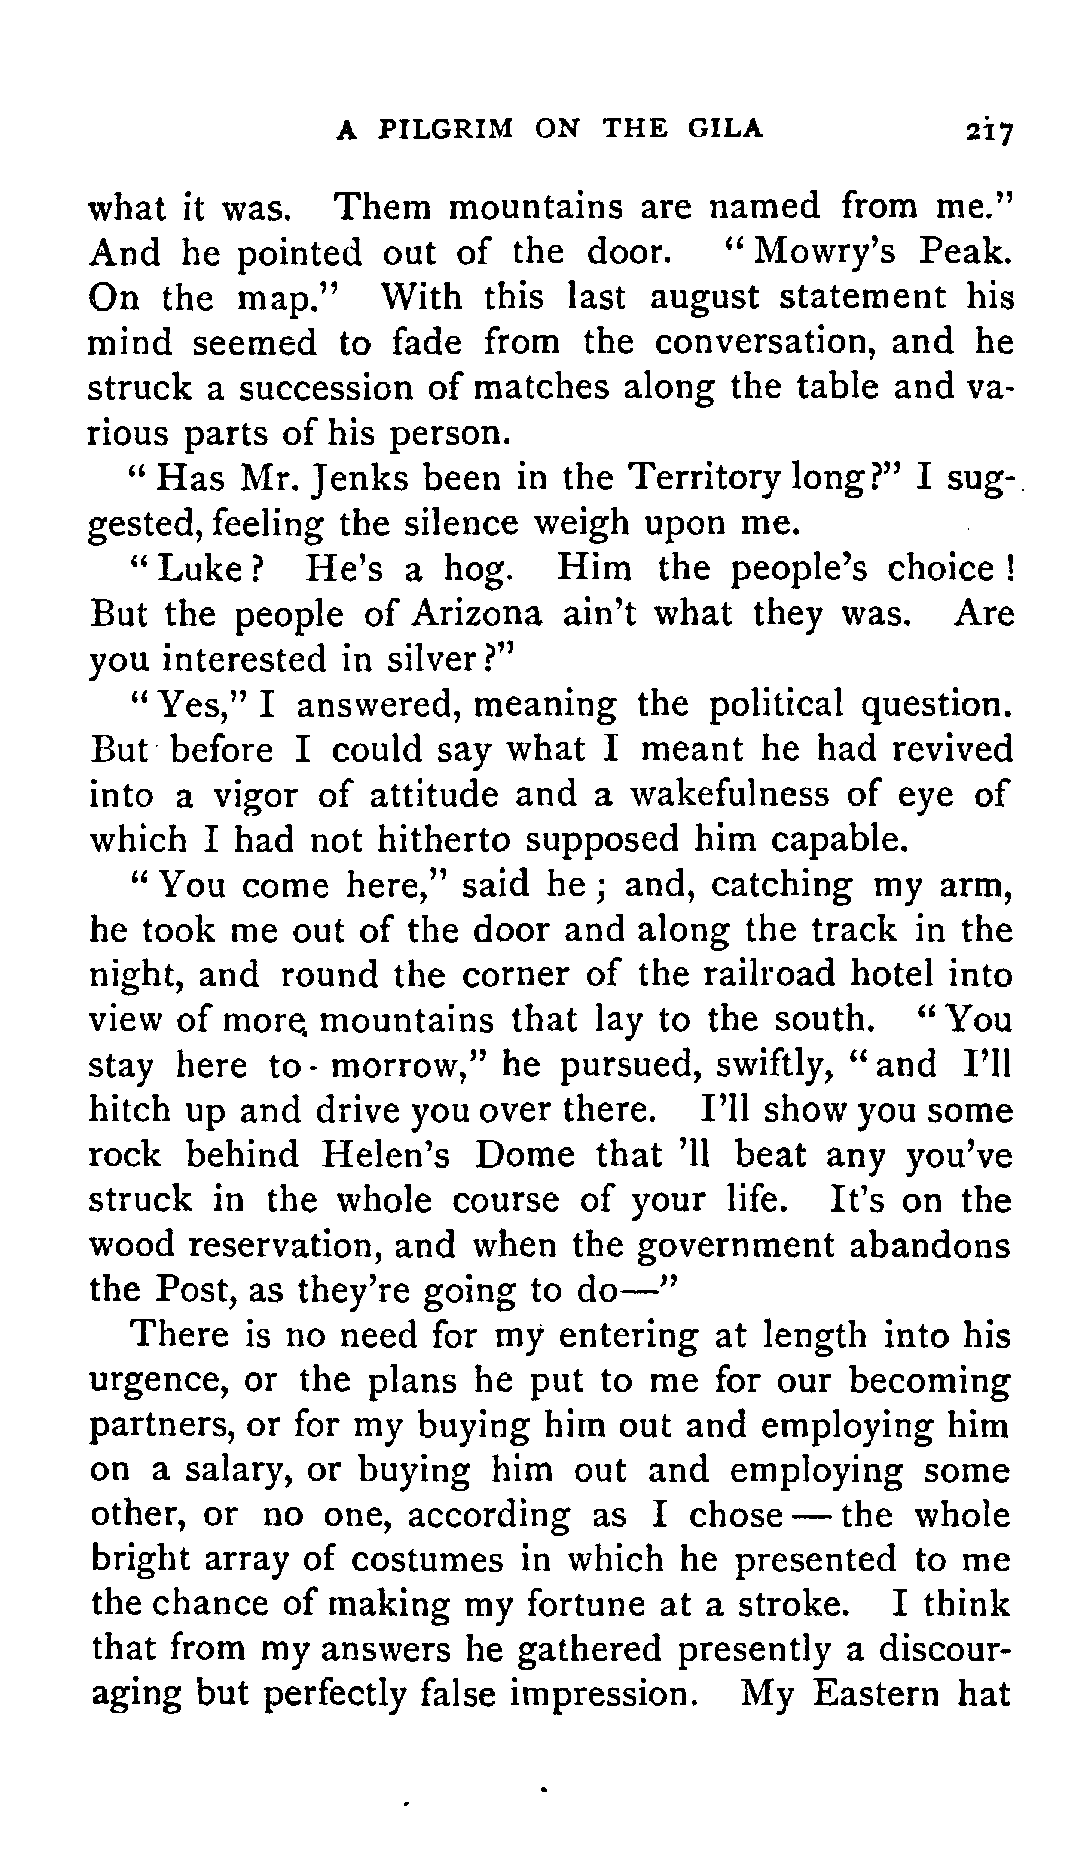 A PILGRIM ON THE GILA 217
what it was. Them mountains are named from me."
And he pointed out of the door. "Mowry's Peak.
On the map." With this last august statement his
mind seemed to fade from the conversation, and he
struck a succession of matches along the table and va-
rious parts of his person.
"Has Mr. Jenks been in the Territory long?" I sug-
gested, feeling the silence weigh upon me.
"Luke? He's a hog. Him the people's choice!
But the people of Arizona ain't what they was. Are
you interested in silver?"
"Yes," I answered, meaning the political question.
But before I could say what I meant he had revived
into a vigor of attitude and a wakefulness of eye of
which I had not hitherto supposed him capable.
"You come here," said he; and, catching my arm,
he took me out of the door and along the track in the
night, and round the corner of the railroad hotel into
view of more mountains that lay to the south. "You
stay here to-morrow," he pursued, swiftly, "and I'll
hitch up and drive you over there. I'll show you some
rock behind Helen's Dome that 'll beat any you've
struck in the whole course of your life. It's on the
wood reservation, and when the government abandons
the Post, as they're going to do—"
There is no need for my entering at length into his
urgence, or the plans he put to me for our becoming
partners, or for my buying him out and employing him
on a salary, or buying him out and employing some
other, or no one, according as I chose—the whole
bright array of costumes in which he presented to me
the chance of making my fortune at a stroke. I think
that from my answers he gathered presently a discour-
aging but perfectly false impression. My Eastern hat